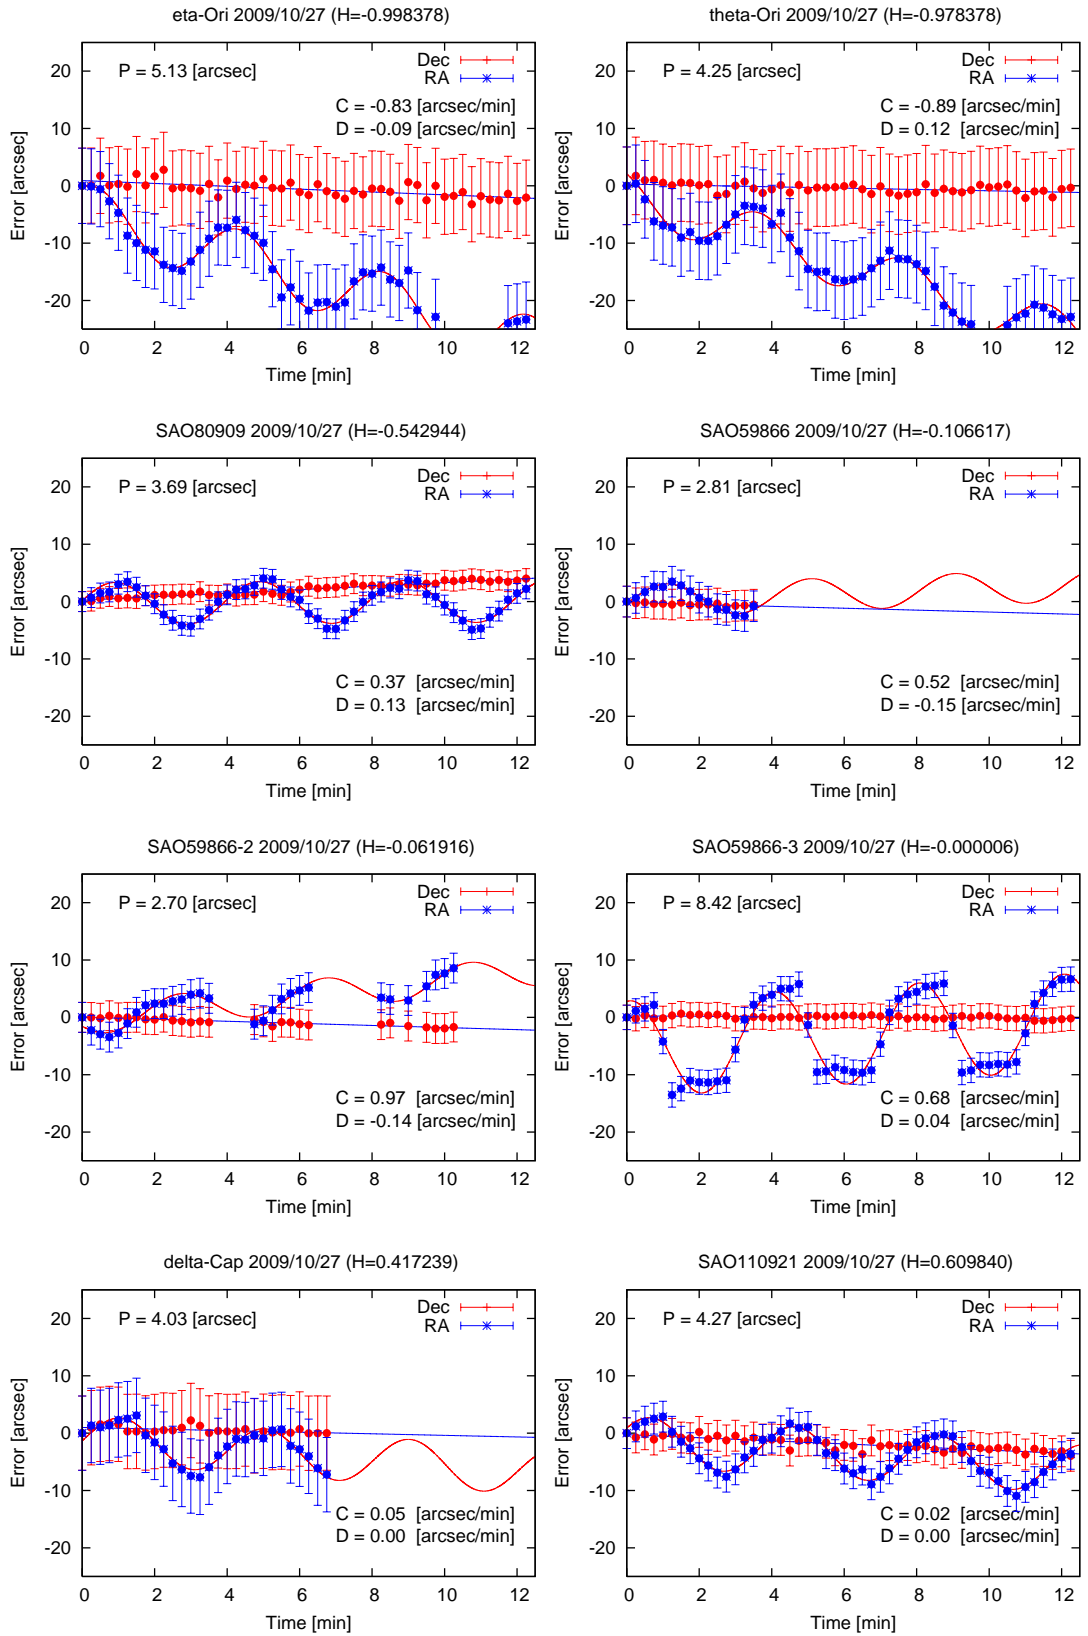 eta-Ori 2009/10/27 (H=-0.998378)
P = 5.13 [arcsec]
Dec
RA
C = -0.83 [arcsec/min]
D = -0.09 [arcsec/min]
Error [arcsec]
20
10
0
-10
-20
0 2 4 6 8 10 12
Time [min]
theta-Ori 2009/10/27 (H=-0.978378)
P = 4.25 [arcsec]
Dec
RA
C = -0.89 [arcsec/min]
D = 0.12 [arcsec/min]
Error [arcsec]
20
10
0
-10
-20
0 2 4 6 8 10 12
Time [min]
SAO80909 2009/10/27 (H=-0.542944)
P = 3.69 [arcsec]
Dec
RA
C = 0.37 [arcsec/min]
D = 0.13 [arcsec/min]
Error [arcsec]
20
10
0
-10
-20
0 2 4 6 8 10 12
Time [min]
SAO59866 2009/10/27 (H=-0.106617)
P = 2.81 [arcsec]
Dec
RA
C = 0.52 [arcsec/min]
D = -0.15 [arcsec/min]
Error [arcsec]
20
10
0
-10
-20
0 2 4 6 8 10 12
Time [min]
SAO59866-2 2009/10/27 (H=-0.061916)
P = 2.70 [arcsec]
Dec
RA
C = 0.97 [arcsec/min]
D = -0.14 [arcsec/min]
Error [arcsec]
20
10
0
-10
-20
0 2 4 6 8 10 12
Time [min]
SAO59866-3 2009/10/27 (H=-0.000006)
P = 8.42 [arcsec]
Dec
RA
C = 0.68 [arcsec/min]
D = 0.04 [arcsec/min]
Error [arcsec]
20
10
0
-10
-20
0 2 4 6 8 10 12
Time [min]
delta-Cap 2009/10/27 (H=0.417239)
P = 4.03 [arcsec]
Dec
RA
C = 0.05 [arcsec/min]
D = 0.00 [arcsec/min]
Error [arcsec]
20
10
0
-10
-20
0 2 4 6 8 10 12
Time [min]
SAO110921 2009/10/27 (H=0.609840)
P = 4.27 [arcsec]
Dec
RA
C = 0.02 [arcsec/min]
D = 0.00 [arcsec/min]
Error [arcsec]
20
10
0
-10
-20
0 2 4 6 8 10 12
Time [min]